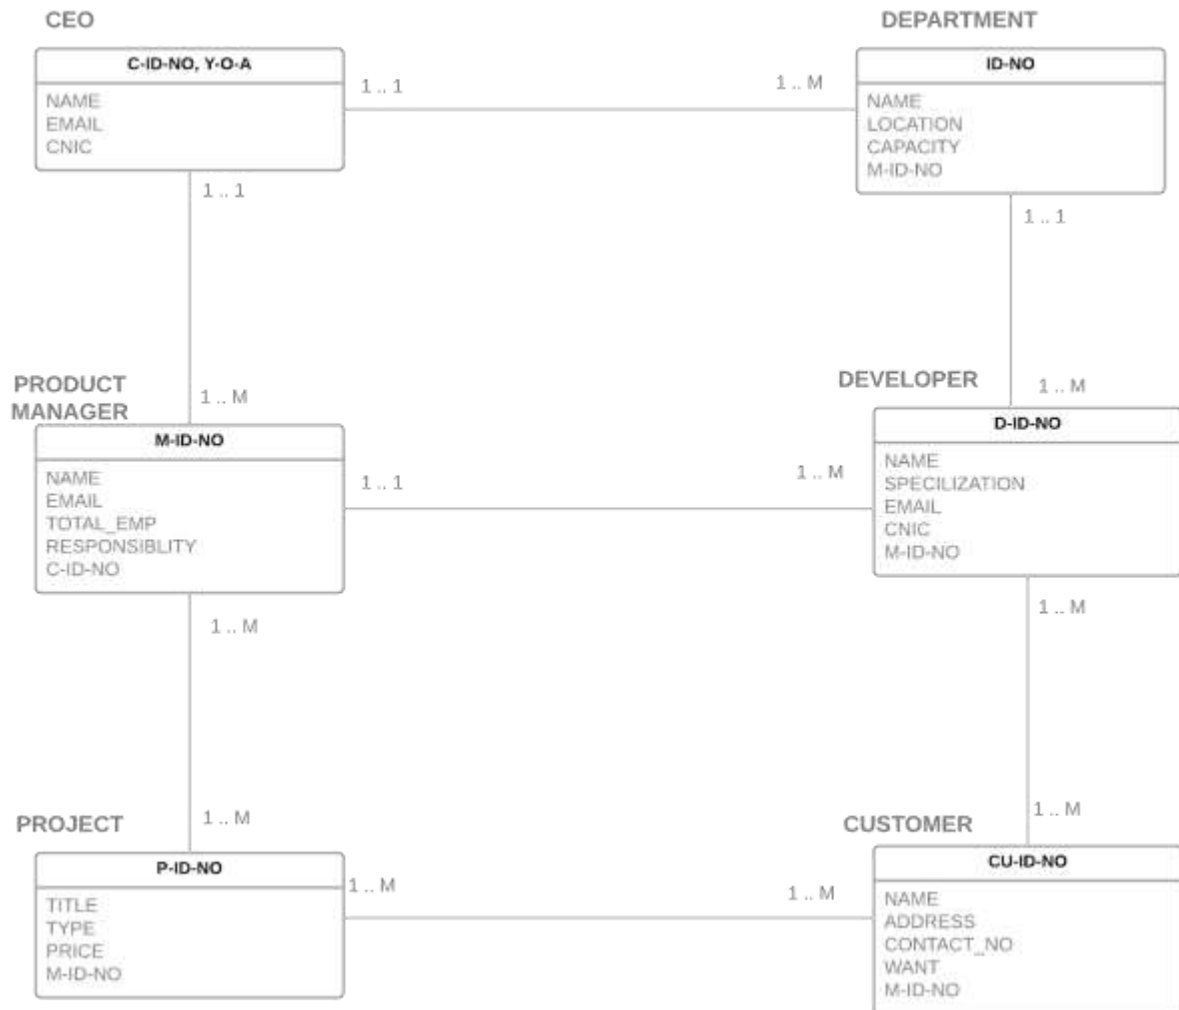 CEO
C-ID-NO, Y-O-A
NAME
EMAIL
CNIC
1 .. 1
1 .. M
DEPARTMENT
ID-NO
NAME
LOCATION
CAPACITY
M-ID-NO
1 .. 1
1 .. 1
1 .. M
PRODUCT
MANAGER
M-ID-NO
NAME
EMAIL
TOTAL_EMP
RESPONSIBLITY
C-ID-NO
1 .. 1
1 .. M
DEVELOPER
1 .. M
D-ID-NO
NAME
SPECILIZATION
EMAIL
CNIC
M-ID-NO
1 .. M
1 .. M
1 .. M
PROJECT
P-ID-NO
TITLE
TYPE
PRICE
M-ID-NO
1 .. M
1 .. M
1 .. M
CUSTOMER
CU-ID-NO
NAME
ADDRESS
CONTACT_NO
WANT
M-ID-NO